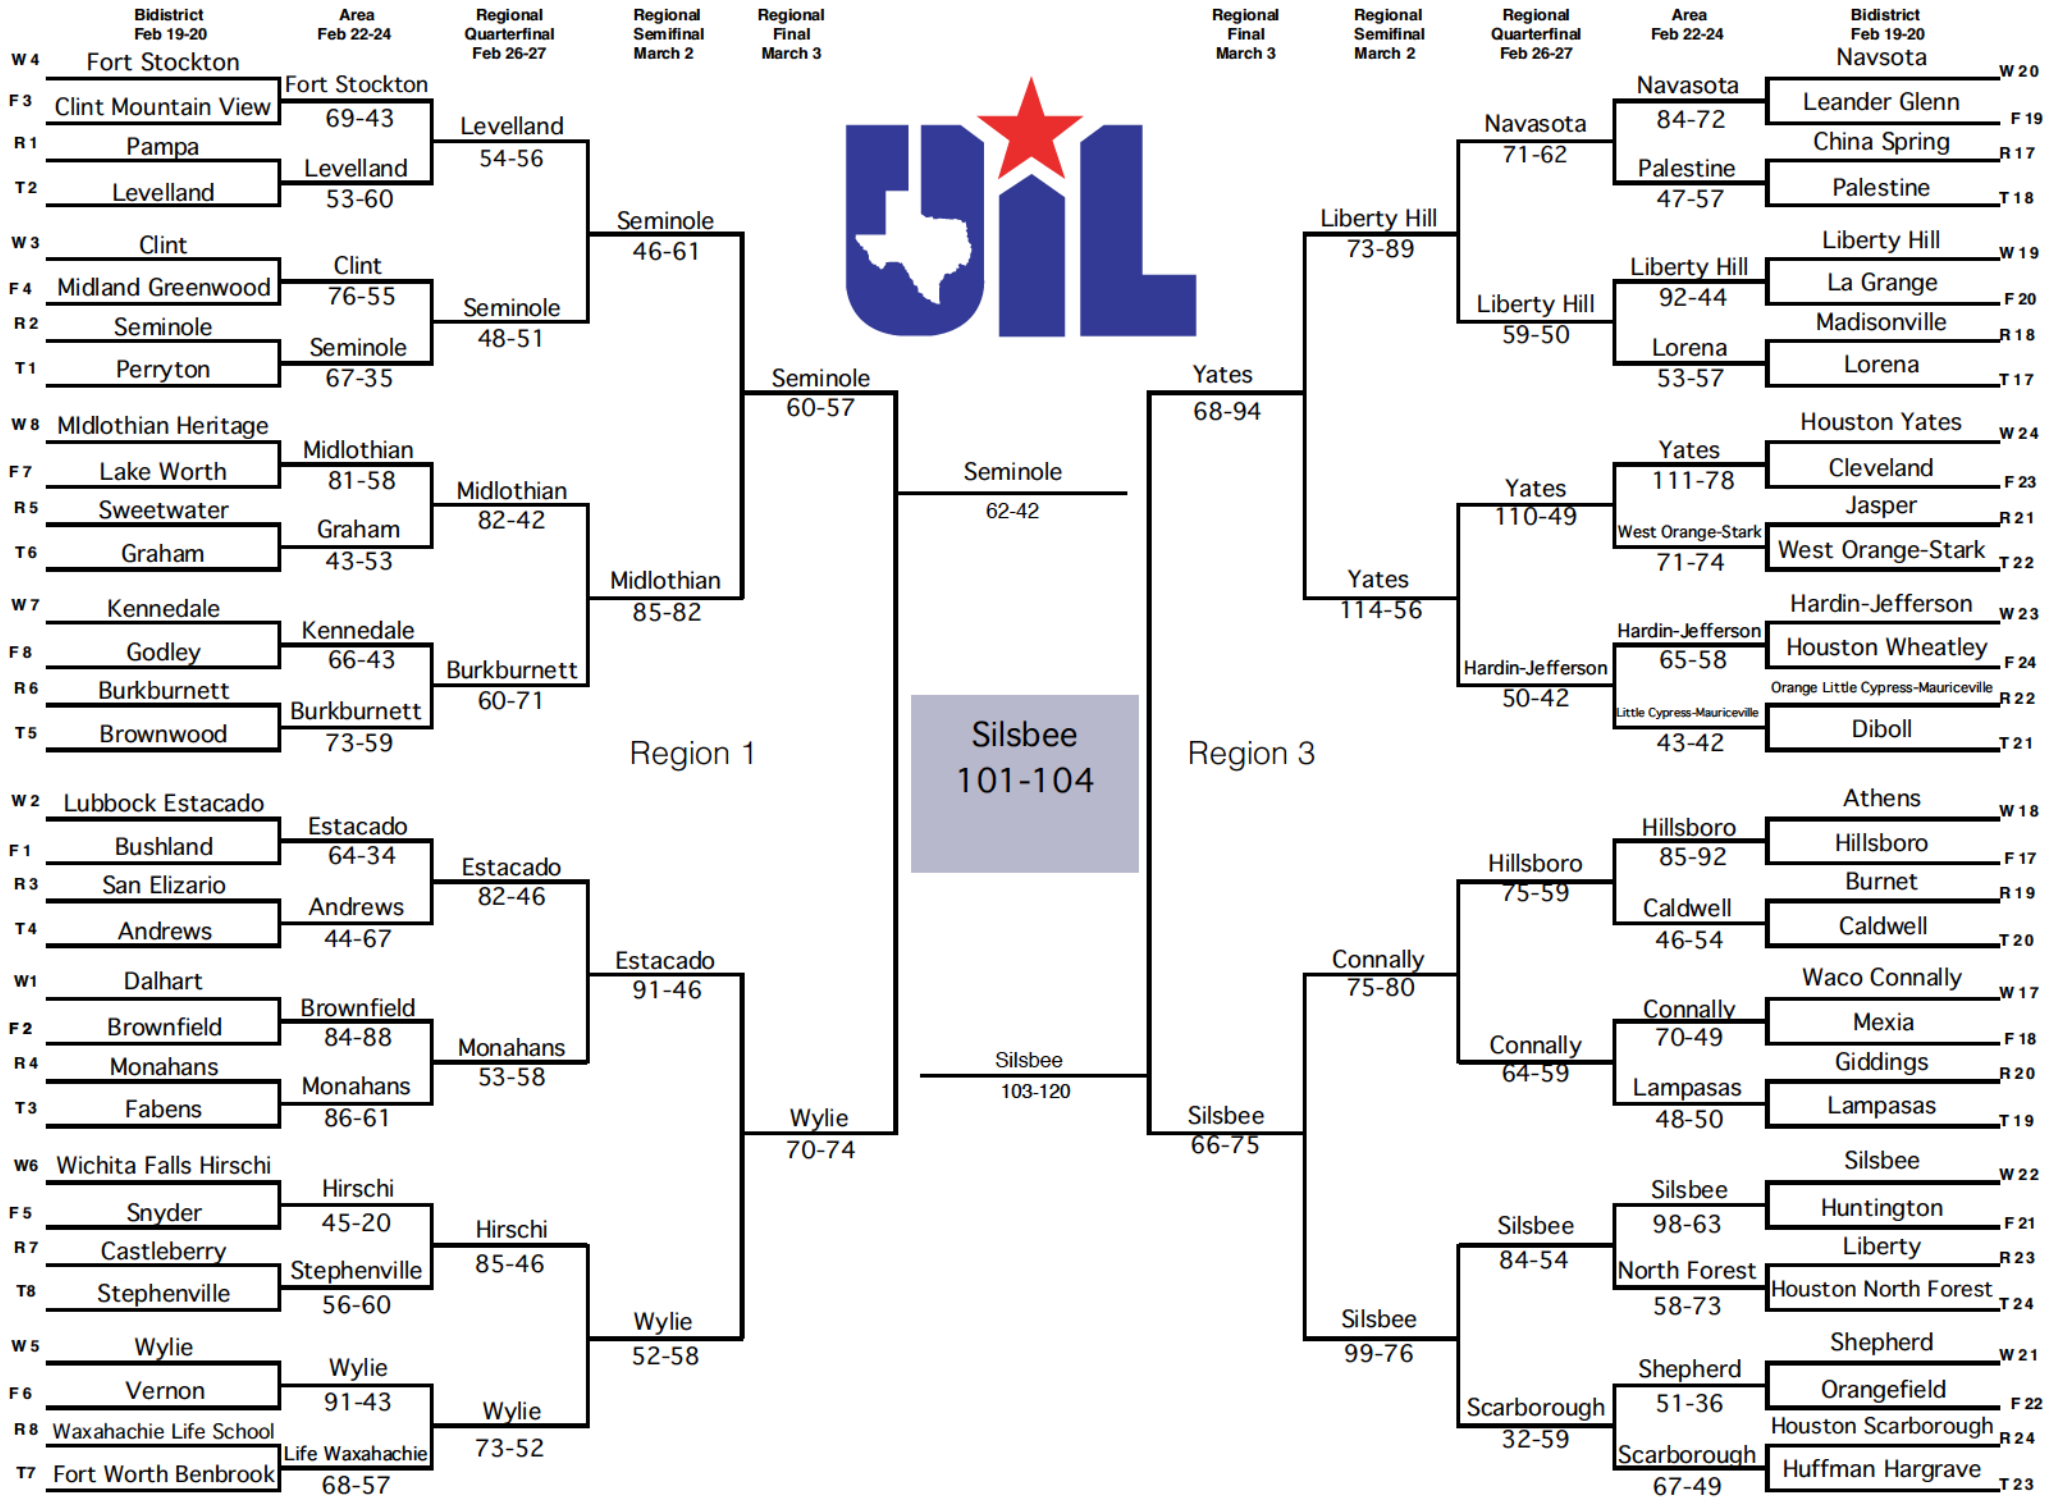 Bidistrict
Feb 19-20
Area
Feb 22-24
Regional
Quarterfinal
Feb 26-27
Regional
Semifinal
March 2
Regional
Final
March 3
W 4
Fort Stockton
F 3
Clint Mountain View
R 1
Pampa
T 2
Levelland
W 3
Clint
F 4
Midland Greenwood
R 2
Seminole
T 1
Perryton
W 8
MIdlothian Heritage
F 7
Lake Worth
R 5
Sweetwater
T 6
Graham
W 7
Kennedale
F 8
Godley
R 6
Burkburnett
T 5
Brownwood
W 2
Lubbock Estacado
F 1
Bushland
R 3
San Elizario
T 4
Andrews
W1
Dalhart
F 2
Brownfield
R 4
Monahans
T 3
Fabens
W6
Wichita Falls Hirschi
F 5
Snyder
R 7
Castleberry
T8
Stephenville
W 5
Wylie
F 6
Vernon
R 8
Waxahachie Life School
T7
Fort Worth Benbrook
Fort Stockton
69-43
Levelland
53-60
Clint
76-55
Seminole
67-35
Midlothian
81-58
Graham
43-53
Kennedale
66-43
Burkburnett
73-59
Estacado
64-34
Andrews
44-67
Brownfield
84-88
Monahans
86-61
Hirschi
45-20
Stephenville
56-60
Wylie
91-43
Life Waxahachie
68-57
Levelland
54-56
Seminole
48-51
Midlothian
82-42
Burkburnett
60-71
Estacado
82-46
Monahans
53-58
Hirschi
85-46
Wylie
73-52
Seminole
46-61
Midlothian
85-82
Estacado
91-46
Wylie
52-58
Seminole
60-57
Wylie
70-74
Region 1
UIL
Seminole
62-42
Silsbee
101-104
Silsbee
103-120
Region 3
Regional
Final
March 3
Regional
Semifinal
March 2
Regional
Quarterfinal
Feb 26-27
Area
Feb 22-24
Bidistrict
Feb 19-20
Yates
68-94
Silsbee
66-75
Liberty Hill
73-89
Yates
114-56
Connally
75-80
Silsbee
99-76
Navasota
71-62
Liberty Hill
59-50
Yates
110-49
Hardin-Jefferson
50-42
Hillsboro
75-59
Connally
64-59
Silsbee
84-54
Scarborough
32-59
Navasota
84-72
Palestine
47-57
Liberty Hill
92-44
Lorena
53-57
Yates
111-78
West Orange-Stark
71-74
Hardin-Jefferson
65-58
Little Cypress-Mauriceville
43-42
Hillsboro
85-92
Caldwell
46-54
Connally
70-49
Lampasas
48-50
Silsbee
98-63
North Forest
58-73
Shepherd
51-36
Scarborough
67-49
Navsota
W 20
Leander Glenn
F 19
China Spring
R 17
Palestine
T 18
Liberty Hill
W 19
La Grange
F 20
Madisonville
R 18
Lorena
T 17
Houston Yates
W 24
Cleveland
F 23
Jasper
R 21
West Orange-Stark
T 22
Hardin-Jefferson
W 23
Houston Wheatley
F 24
Orange Little Cypress-Mauriceville
R 22
Diboll
T 21
Athens
W 18
Hillsboro
F 17
Burnet
R 19
Caldwell
T 20
Waco Connally
W 17
Mexia
F 18
Giddings
R 20
Lampasas
T 19
Silsbee
W 22
Huntington
F 21
Liberty
R 23
Houston North Forest
T 24
Shepherd
W 21
Orangefield
F 22
Houston Scarborough
R 24
Huffman Hargrave
T 23